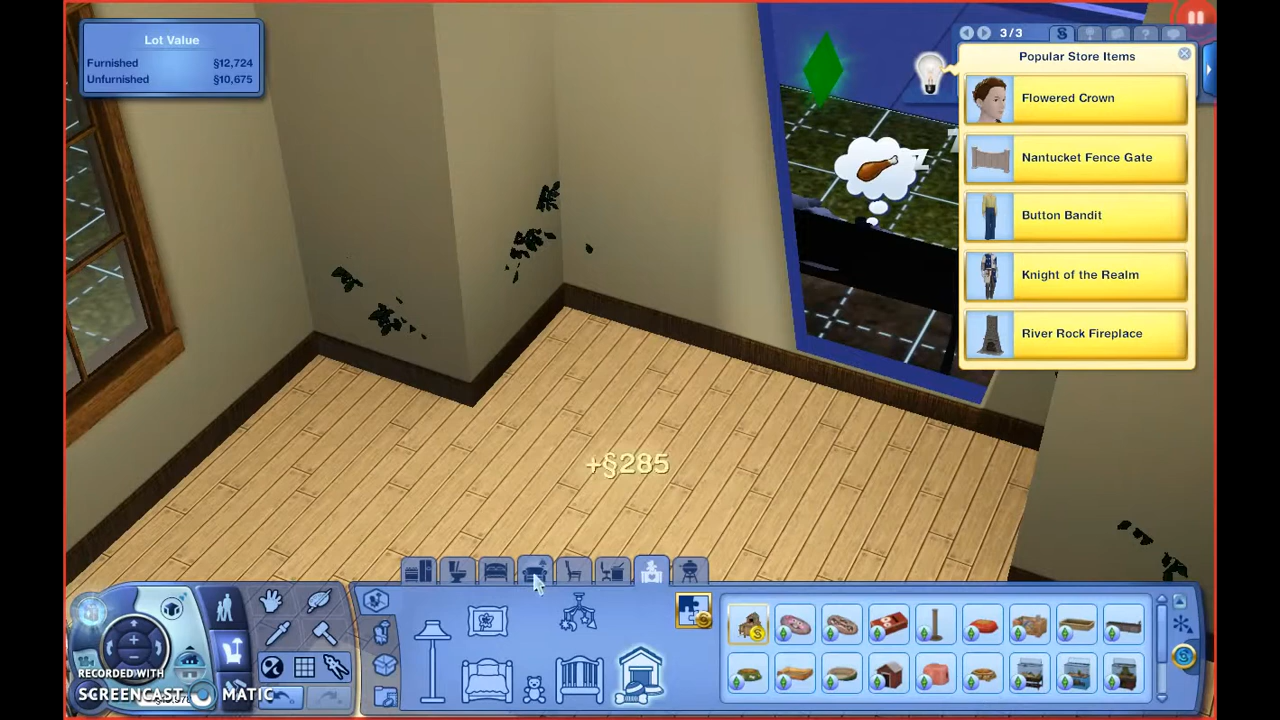 Lot Value
Furnished §12,724
Unfurnished §10,675
3/3
Popular Store Items
Flowered Crown
Nantucket Fence Gate
Button Bandit
Knight of the Realm
River Rock Fireplace
+§285
RECORDED WITH
SCREENCAST MATIC